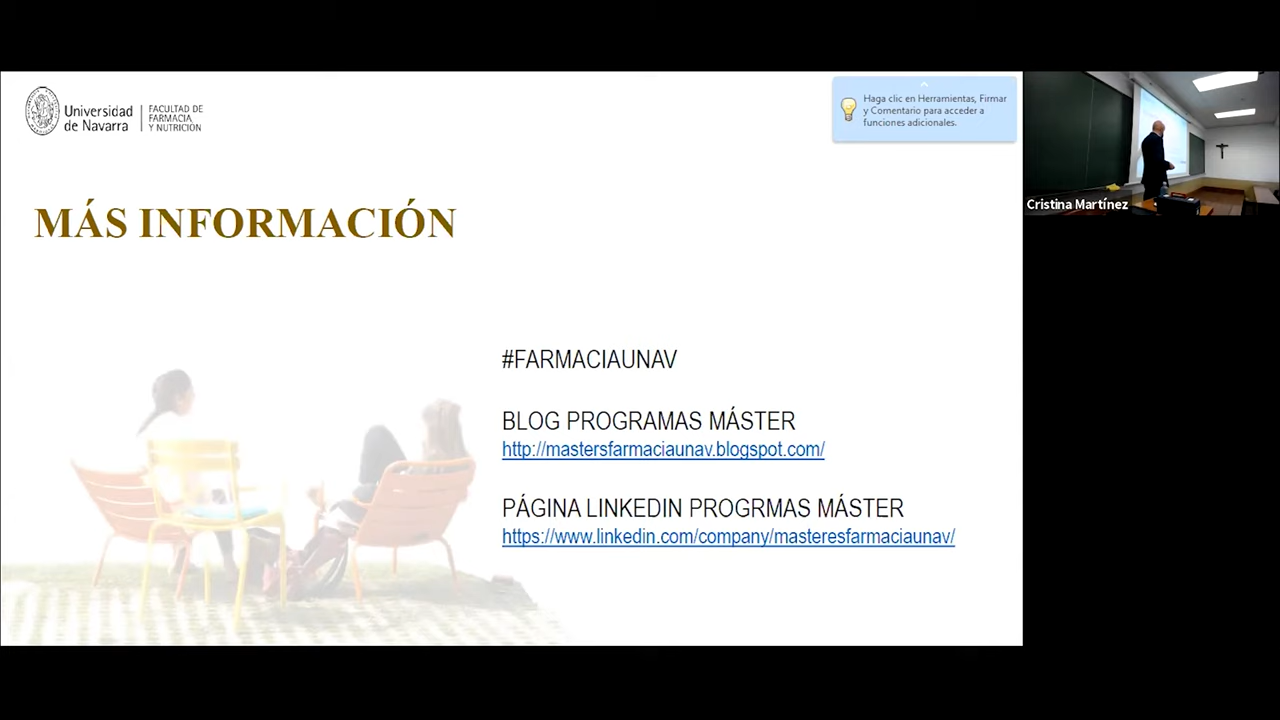 Universidad
de Navarra
FACULTAD DE
FARMACIA
Y NUTRICIÓN
Haga clic en Herramientas, Firmar
y Comentario para acceder a
funciones adicionales.
Cristina Martínez
MÁS INFORMACIÓN
#FARMACIAUNAV
BLOG PROGRAMAS MÁSTER
http://mastersfarmaciaunav.blogspot.com/
PÁGINA LINKEDIN PROGRMAS MÁSTER
https://www.linkedin.com/company/masteresfarmaciaunav/